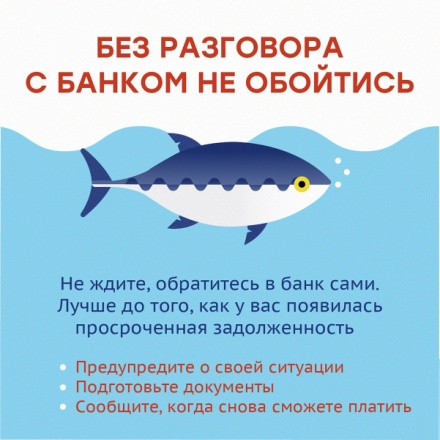 БЕЗ РАЗГОВОРА
С БАНКОМ НЕ ОБОЙТИСЬ
Не ждите, обратитесь в банк сами.
Лучше до того, как у вас появилась
просроченная задолженность
• Предупредите о своей ситуации
• Подготовьте документы
• Сообщите, когда снова сможете платить